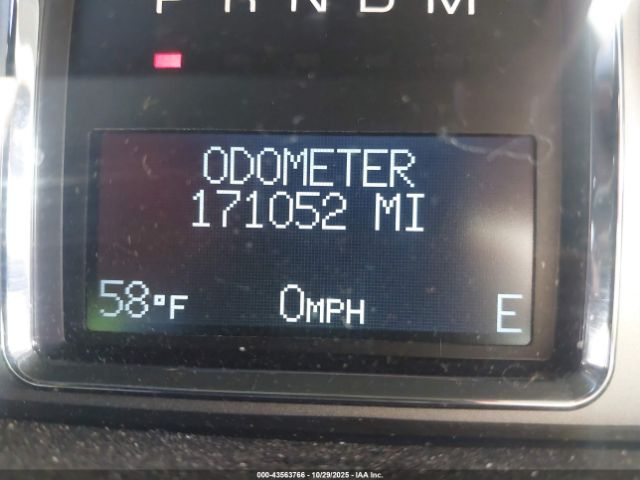 P R N D M
ODOMETER
171052 MI
58°F 0MPH E
000-43563766 - 10/29/2025 - IAA Inc.